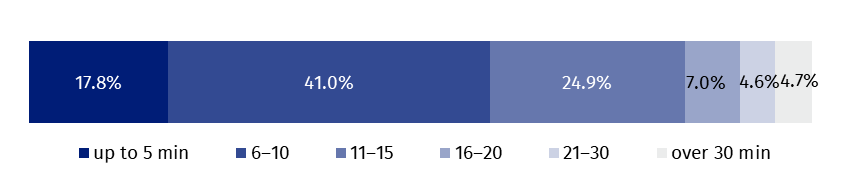 17.8% 41.0% 24.9% 7.0% 4.6% 4.7%
up to 5 min 6–10 11–15 16–20 21–30 over 30 min